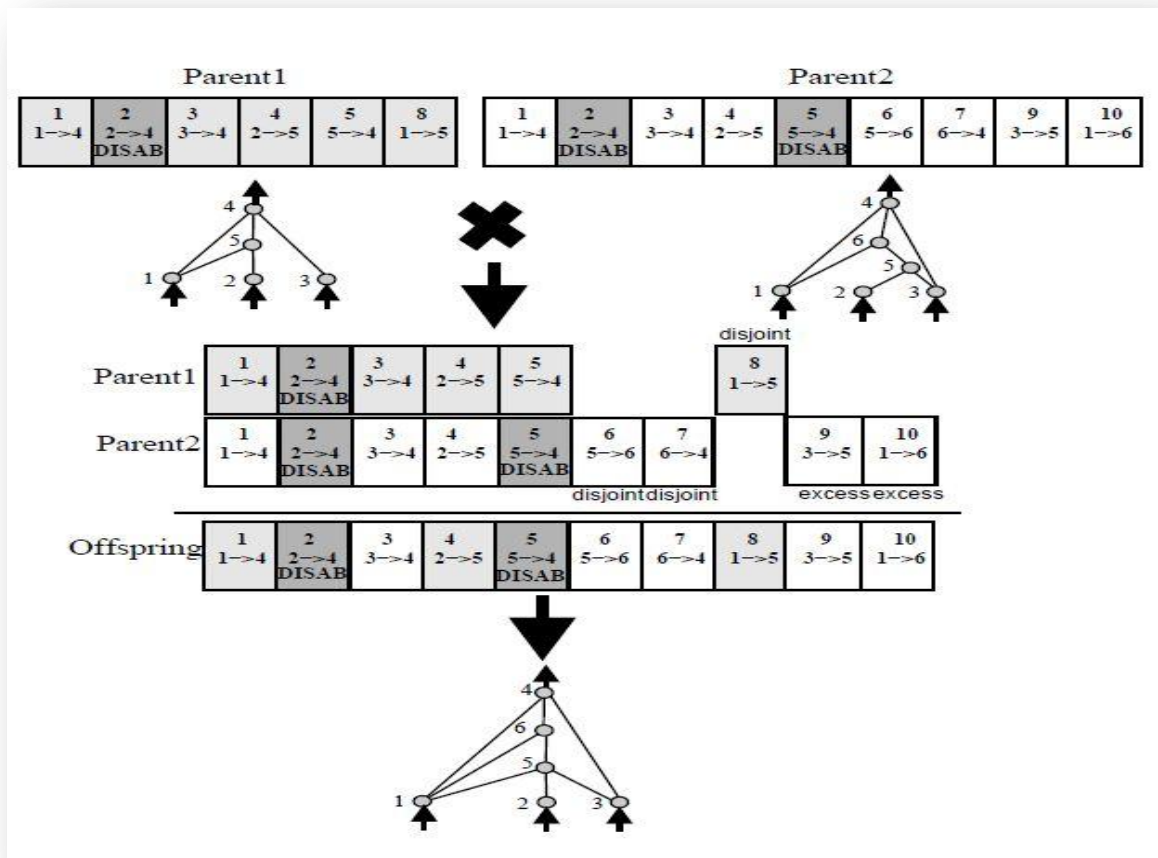 Parent1
Parent2
1 2 3 4 5 8
1->4 2->4 3->4 2->5 5->4 1->5
DISAB
1 2 3 4 5 6 7 9 10
1->4 2->4 3->4 2->5 5->4 5->6 6->4 3->5 1->6
DISAB DISAB
4
5
1 2 3
4
6
5
1 2 3
disjoint
Parent1
1 2 3 4 5 8
1->4 2->4 3->4 2->5 5->4 1->5
DISAB
Parent2
1 2 3 4 5 6 7 9 10
1->4 2->4 3->4 2->5 5->4 5->6 6->4 3->5 1->6
DISAB DISAB
disjoint disjoint excess excess
Offspring
1 2 3 4 5 6 7 8 9 10
1->4 2->4 3->4 2->5 5->4 5->6 6->4 1->5 3->5 1->6
DISAB DISAB
4
6
5
1 2 3